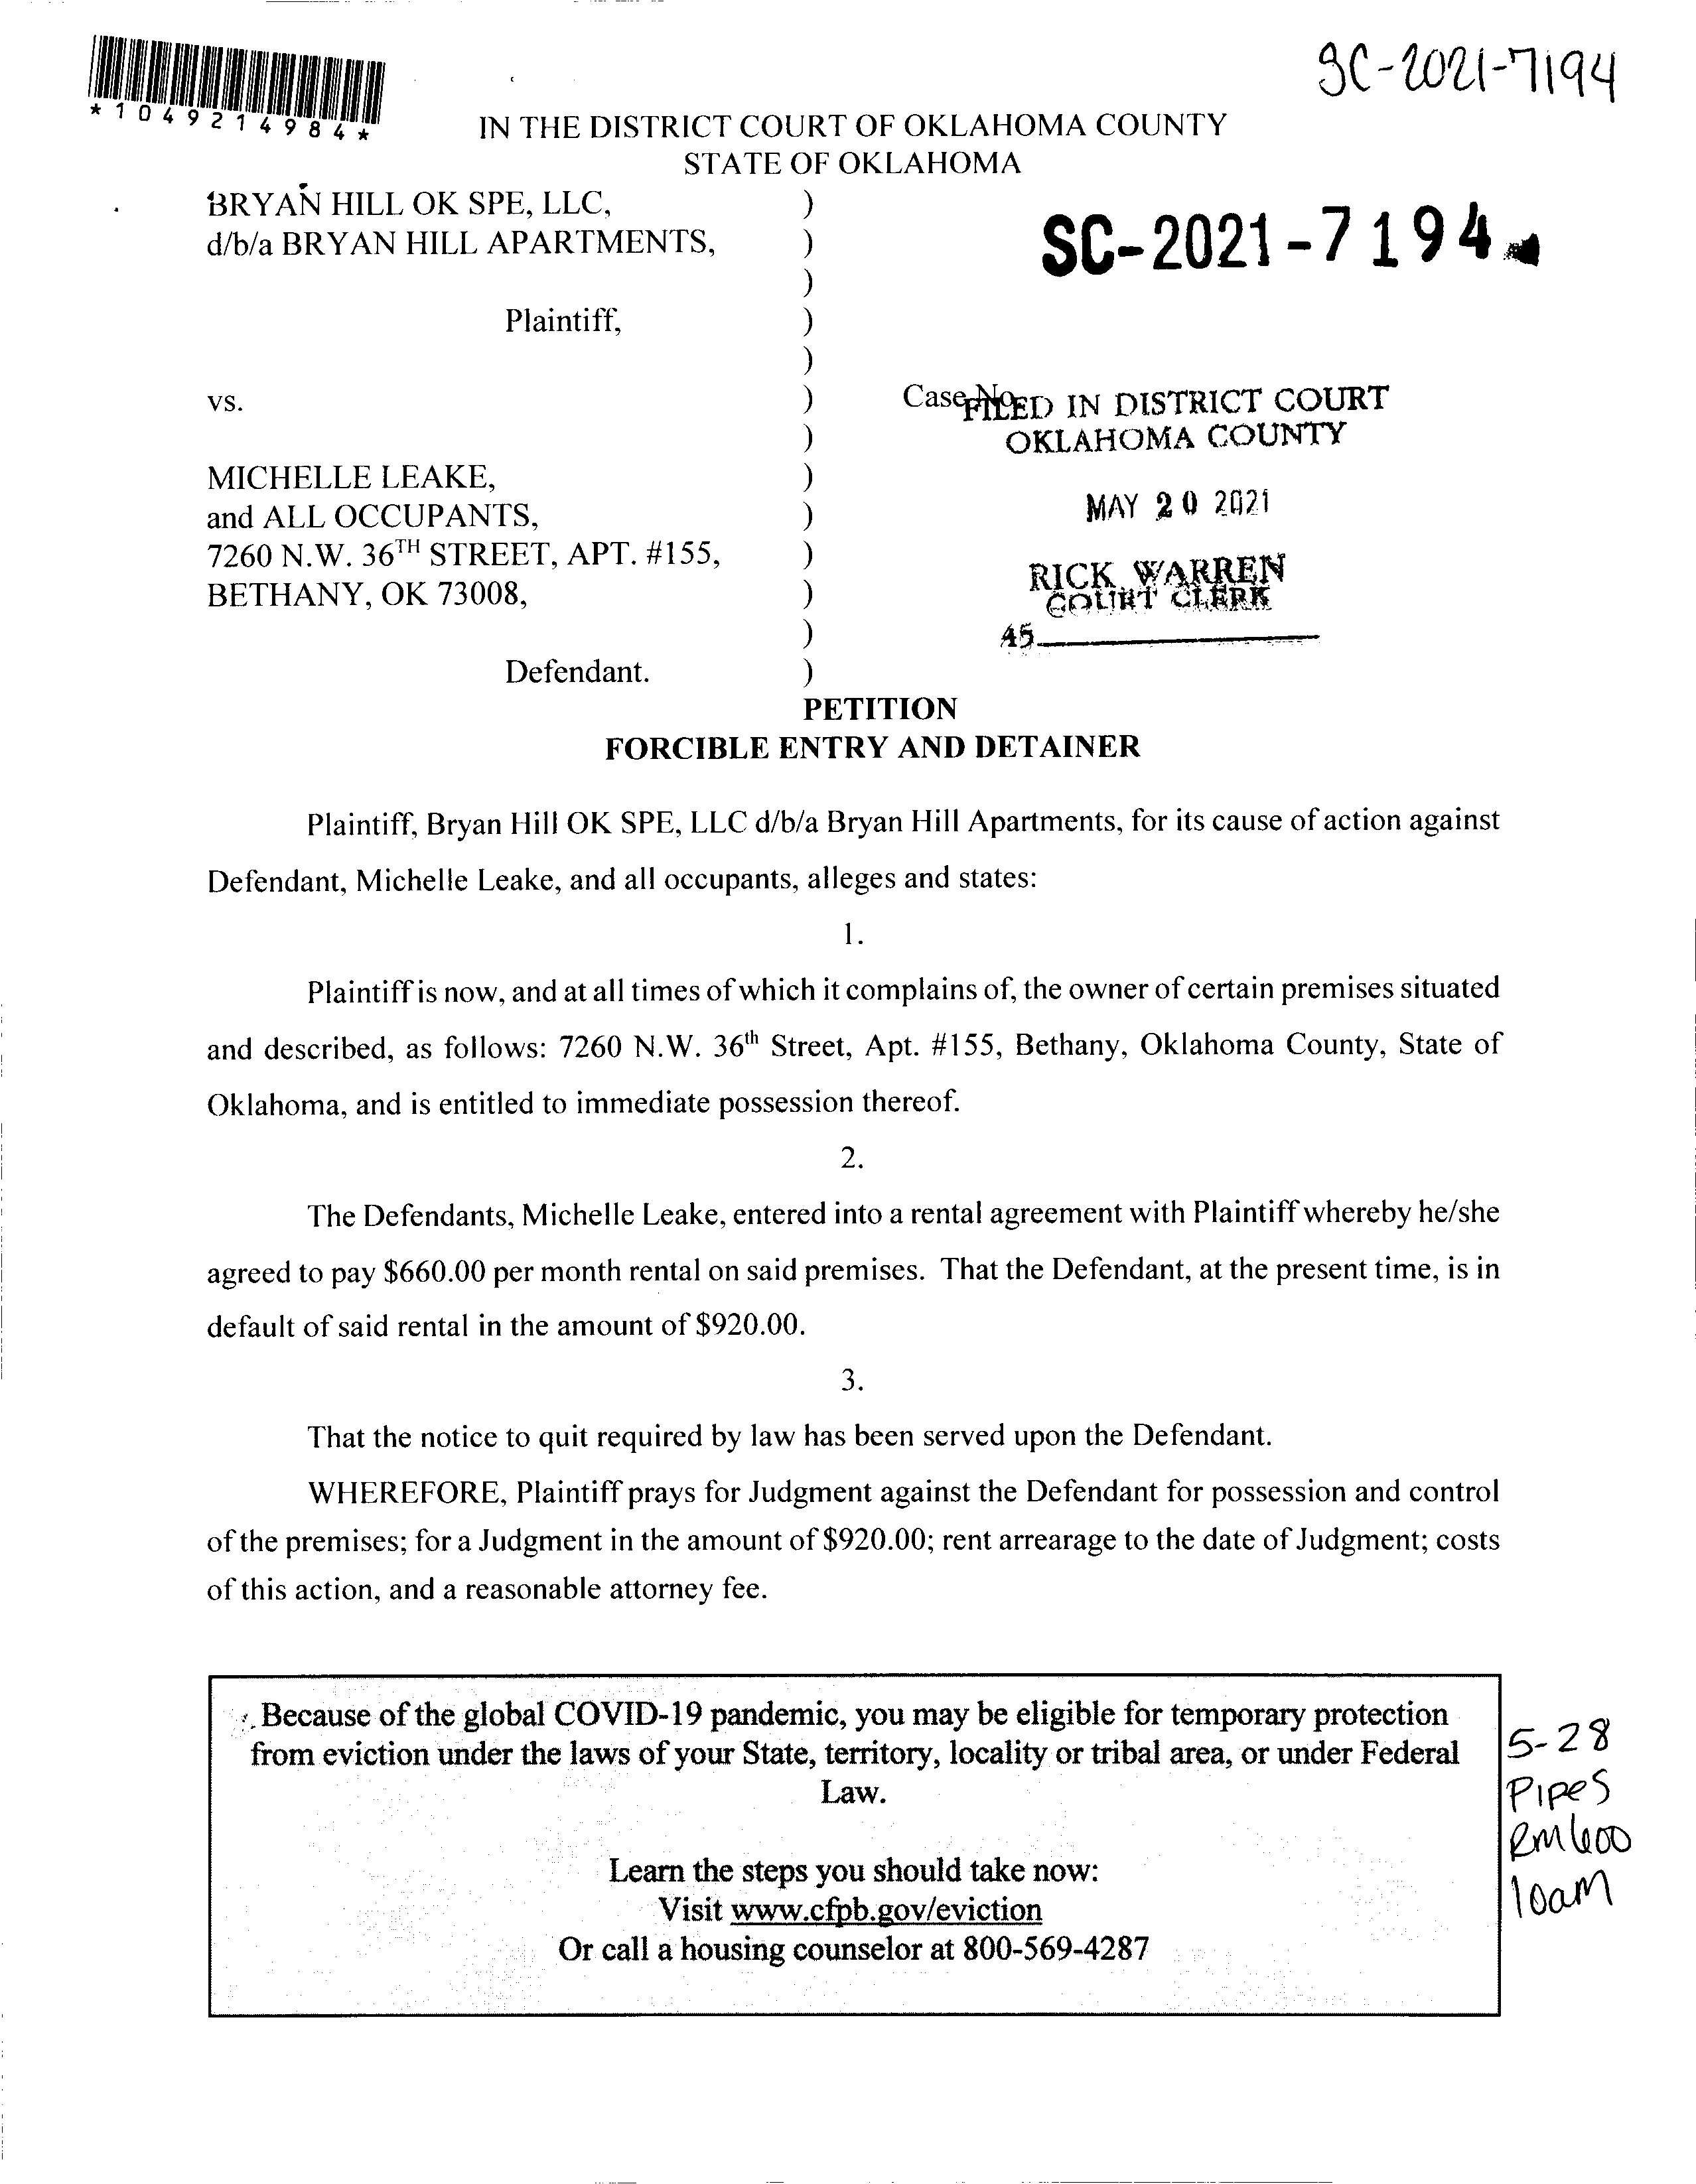 SC-2021-7194
*1049214984*
IN THE DISTRICT COURT OF OKLAHOMA COUNTY
STATE OF OKLAHOMA
BRYAN HILL OK SPE, LLC, )
d/b/a BRYAN HILL APARTMENTS, )
SC-2021-7194
)
Plaintiff, )
)
vs. ) Case No.
FILED IN DISTRICT COURT
) OKLAHOMA COUNTY
MICHELLE LEAKE, )
and ALL OCCUPANTS, ) MAY 20 2021
7260 N.W. 36TH STREET, APT. #155, )
BETHANY, OK 73008, )
RICK WARREN
COURT CLERK
) 45
Defendant. )
PETITION
FORCIBLE ENTRY AND DETAINER
Plaintiff, Bryan Hill OK SPE, LLC d/b/a Bryan Hill Apartments, for its cause of action against
Defendant, Michelle Leake, and all occupants, alleges and states:
1.
Plaintiff is now, and at all times of which it complains of, the owner of certain premises situated
and described, as follows: 7260 N.W. 36th Street, Apt. #155, Bethany, Oklahoma County, State of
Oklahoma, and is entitled to immediate possession thereof.
2.
The Defendants, Michelle Leake, entered into a rental agreement with Plaintiff whereby he/she
agreed to pay $660.00 per month rental on said premises. That the Defendant, at the present time, is in
default of said rental in the amount of $920.00.
3.
That the notice to quit required by law has been served upon the Defendant.
WHEREFORE, Plaintiff prays for Judgment against the Defendant for possession and control
of the premises; for a Judgment in the amount of $920.00; rent arrearage to the date of Judgment; costs
of this action, and a reasonable attorney fee.
Because of the global COVID-19 pandemic, you may be eligible for temporary protection
from eviction under the laws of your State, territory, locality or tribal area, or under Federal
Law.
Learn the steps you should take now:
Visit www.cfpb.gov/eviction
Or call a housing counselor at 800-569-4287
5-28
Pipes
Rm 600
10am